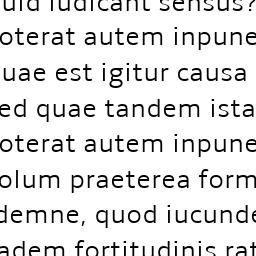 uid iudicant sensus?
oterat autem inpune
uae est igitur causa
ed quae tandem ista
oterat autem inpune
olum praeterea form
demne, quod iucunde
adem fortitudinis rat